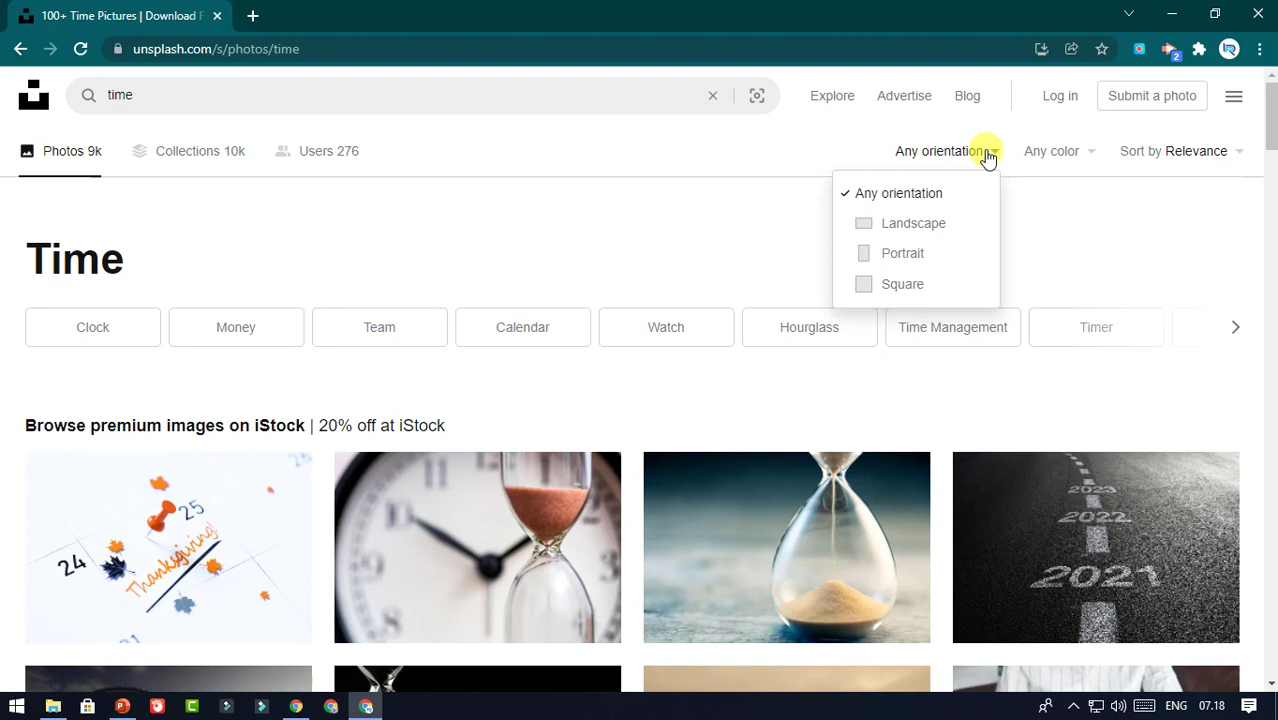 100+ Time Pictures | Download F
unsplash.com/s/photos/time
2
time
Explore
Advertise
Blog
Log in
Submit a photo
Photos 9k
Collections 10k
Users 276
Any orientation
Any color
Sort by Relevance
Any orientation
Landscape
Portrait
Square
Time
Clock
Money
Team
Calendar
Watch
Hourglass
Time Management
Timer
Browse premium images on iStock | 20% off at iStock
24
25
Thanksgiving
2023
2022
2021
ENG
07.18